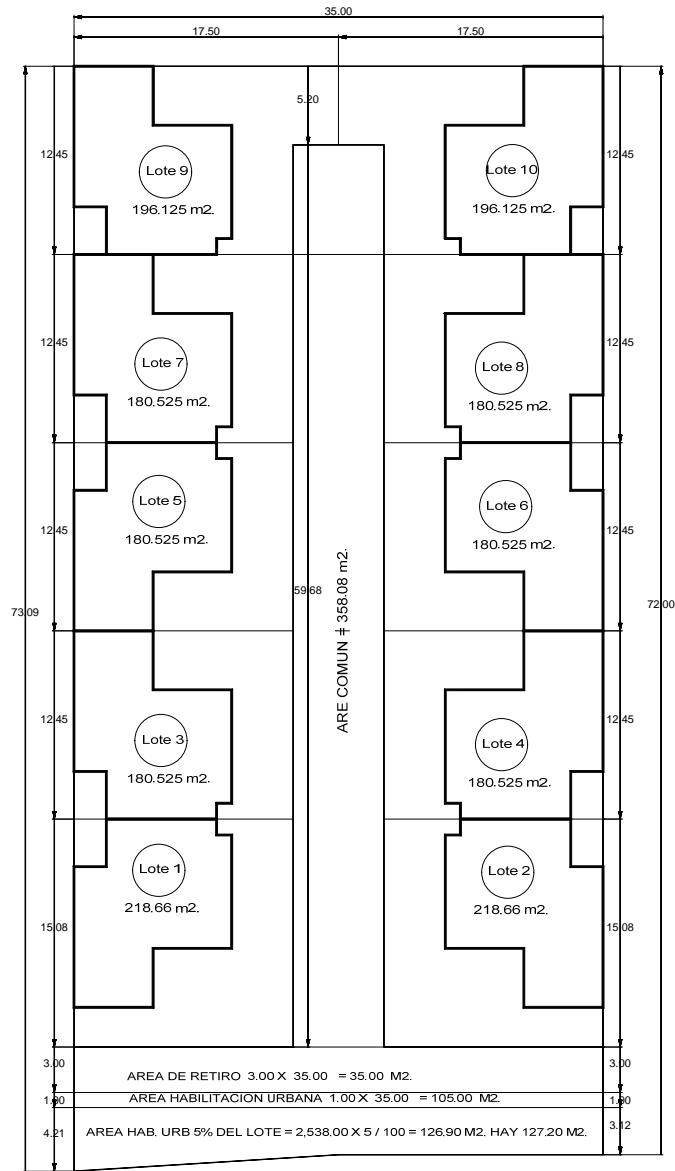 35.00
17.50 17.50
5.20
12.45 Lote 9 Lote 10 12.45
196.125 m2. 196.125 m2.
12.45 Lote 7 Lote 8 12.45
180.525 m2. 180.525 m2.
Lote 5 Lote 6
12.45 180.525 m2. 180.525 m2. 12.45
59.68
73.09 72.00
ARE COMUN = 358.08 m2.
12.45 Lote 3 Lote 4 12.45
180.525 m2. 180.525 m2.
Lote 1 Lote 2
218.66 m2. 218.66 m2.
15.08 15.08
3.00 3.00
AREA DE RETIRO 3.00 X 35.00 = 35.00 M2.
1.00 AREA HABILITACION URBANA 1.00 X 35.00 = 105.00 M2. 1.00
4.21 AREA HAB. URB 5% DEL LOTE = 2,538.00 X 5 / 100 = 126.90 M2. HAY 127.20 M2. 3.12